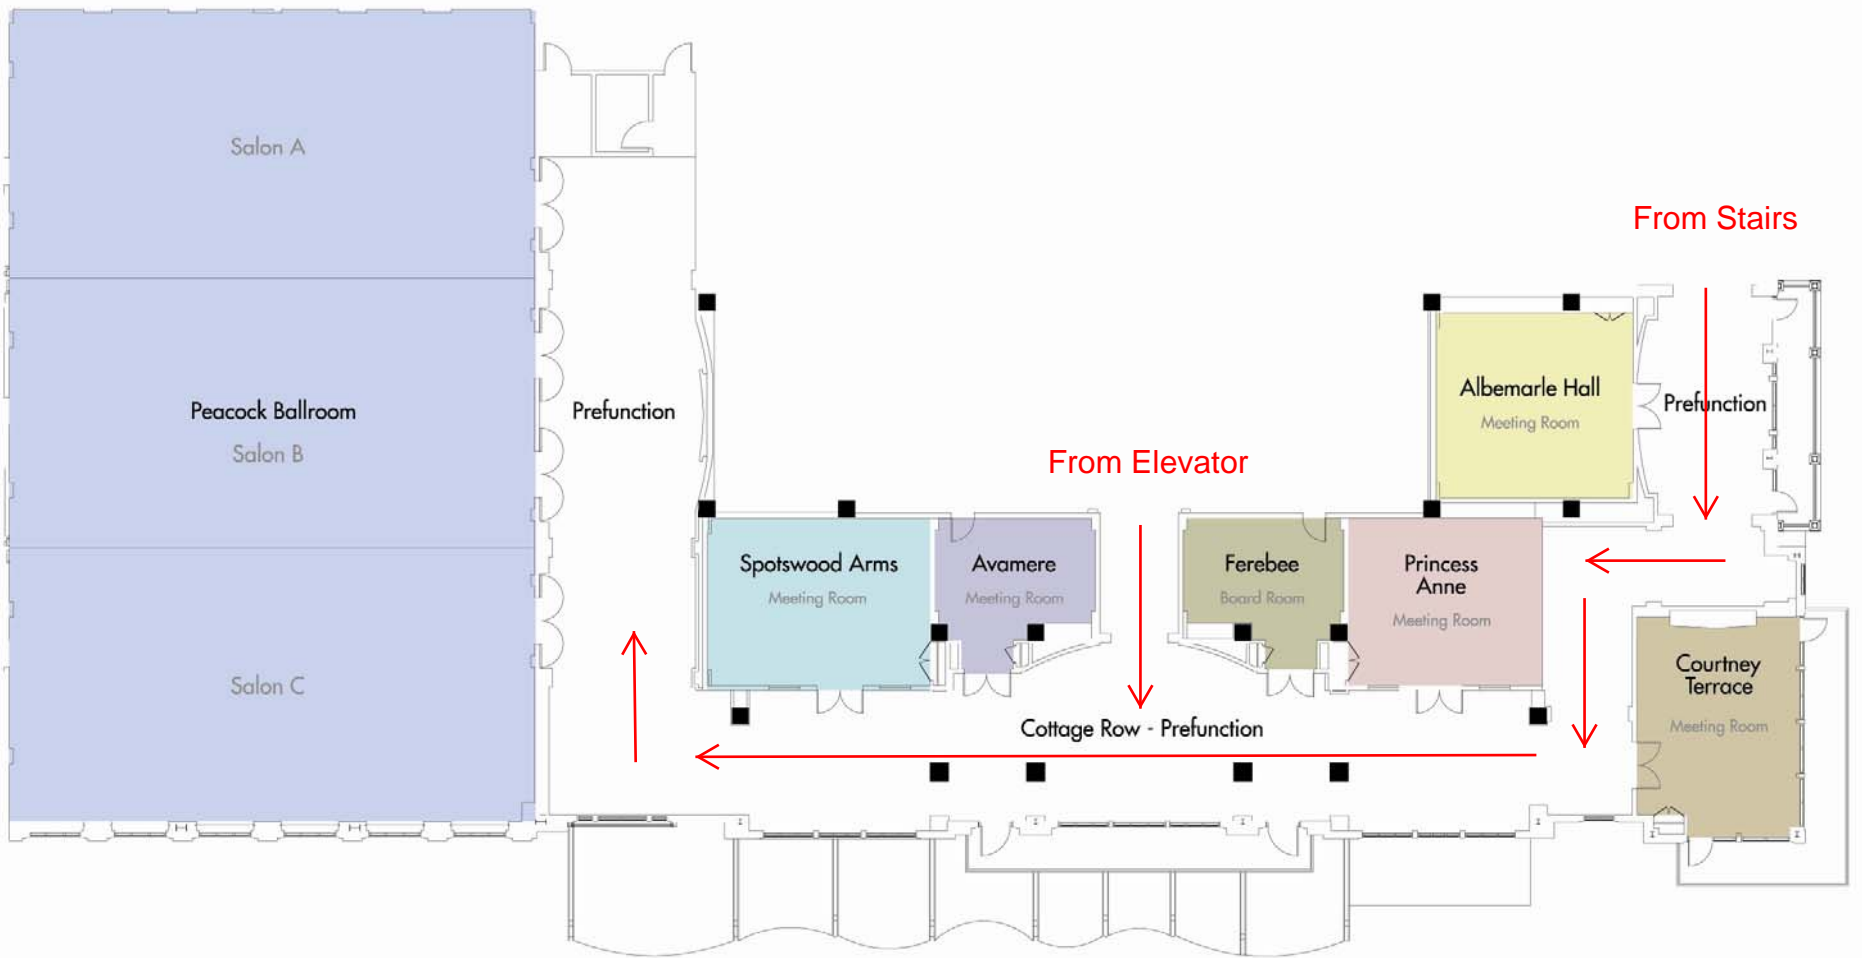 Salon A
Peacock Ballroom
Salon B
Salon C
Prefunction
From Elevator
From Stairs
Albemarle Hall
Meeting Room
Prefunction
Spotswood Arms
Meeting Room
Avamere
Meeting Room
Ferebee
Board Room
Princess
Anne
Meeting Room
Courtney
Terrace
Meeting Room
Cottage Row - Prefunction